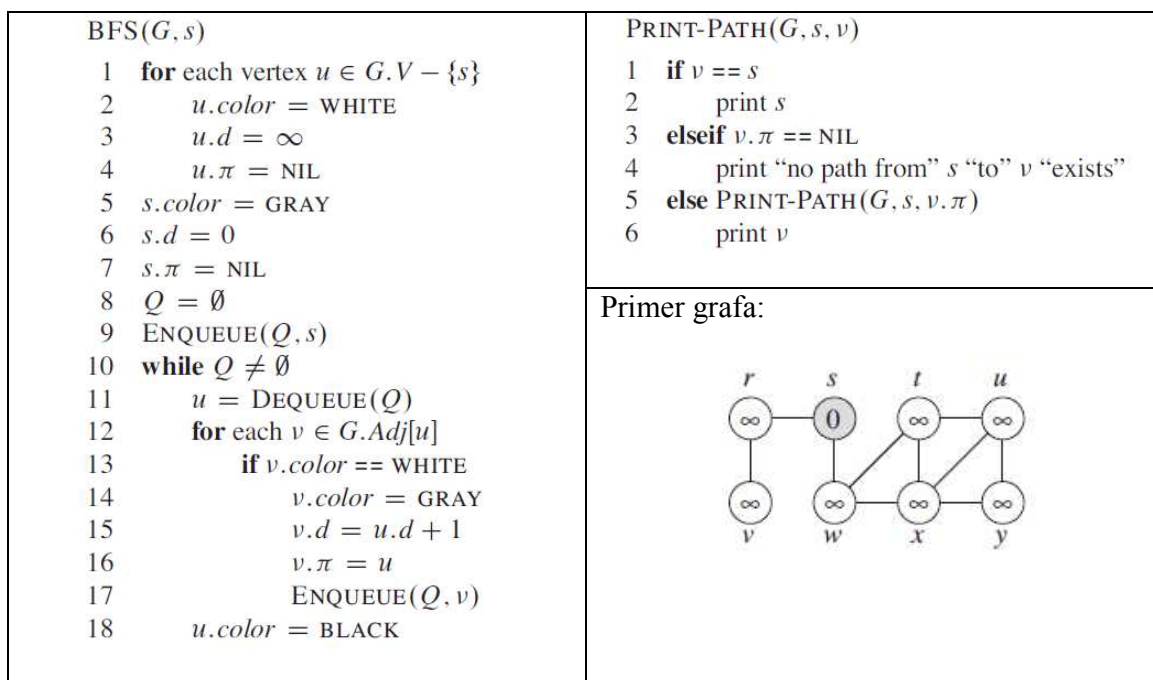 BFS(G, s)
1 for each vertex u ∈ G.V − {s}
2 u.color = WHITE
3 u.d = ∞
4 u.π = NIL
5 s.color = GRAY
6 s.d = 0
7 s.π = NIL
8 Q = ∅
9 ENQUEUE(Q, s)
10 while Q ≠ ∅
11 u = DEQUEUE(Q)
12 for each v ∈ G.Adj[u]
13 if v.color == WHITE
14 v.color = GRAY
15 v.d = u.d + 1
16 v.π = u
17 ENQUEUE(Q, v)
18 u.color = BLACK
PRINT-PATH(G, s, v)
1 if v == s
2 print s
3 elseif v.π == NIL
4 print “no path from” s “to” v “exists”
5 else PRINT-PATH(G, s, v.π)
6 print v
Primer grafa:
r s t u
∞ 0 ∞ ∞
∞ ∞ ∞ ∞
v w x y